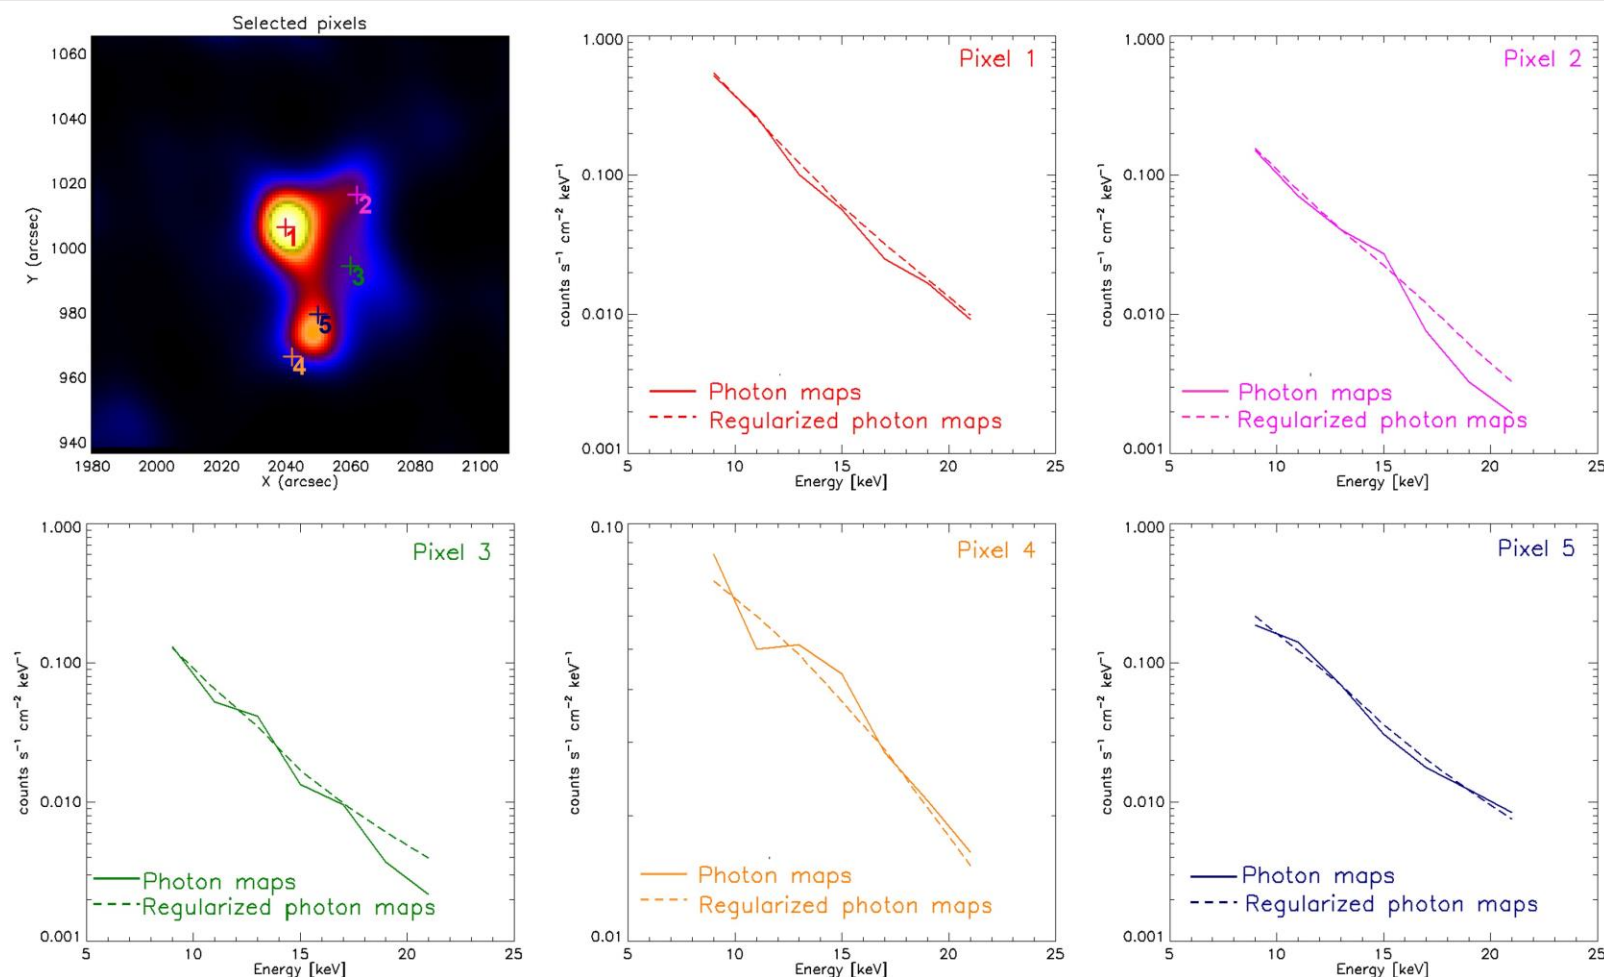 Selected pixels
1060
1040
1020
1000
980
960
940
1980 2000 2020 2040 2060 2080 2100
X (arcsec)
Y (arcsec)
1
2
3
5
4
1.000
0.100
0.010
0.001
5 10 15 20 25
Energy [keV]
counts s⁻¹ cm⁻² keV⁻¹
Pixel 1
Photon maps
Regularized photon maps
1.000
0.100
0.010
0.001
5 10 15 20 25
Energy [keV]
counts s⁻¹ cm⁻² keV⁻¹
Pixel 2
Photon maps
Regularized photon maps
1.000
0.100
0.010
0.001
5 10 15 20 25
Energy [keV]
counts s⁻¹ cm⁻² keV⁻¹
Pixel 3
Photon maps
Regularized photon maps
0.10
0.01
5 10 15 20 25
Energy [keV]
counts s⁻¹ cm⁻² keV⁻¹
Pixel 4
Photon maps
Regularized photon maps
1.000
0.100
0.010
0.001
5 10 15 20 25
Energy [keV]
counts s⁻¹ cm⁻² keV⁻¹
Pixel 5
Photon maps
Regularized photon maps